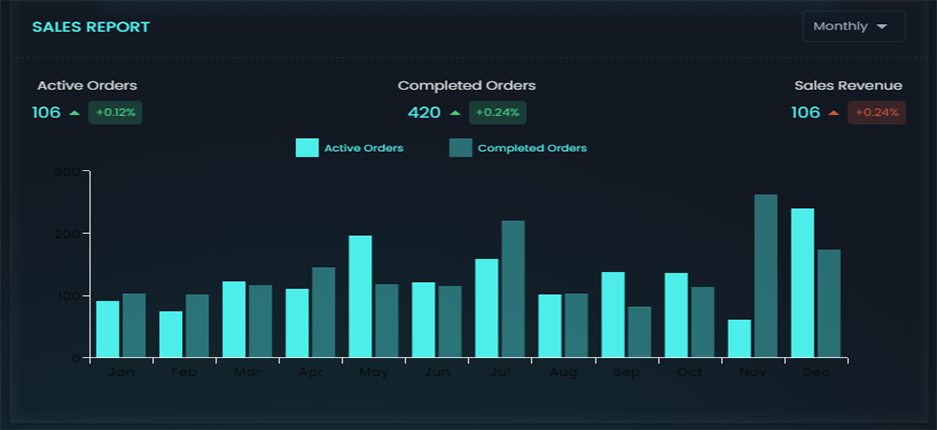 SALES REPORT
Monthly
Active Orders
Completed Orders
Sales Revenue
106 +0.12%
420 +0.24%
106 +0.24%
Active Orders Completed Orders
300
200
100
0
Jan Feb Mar Apr May Jun Jul Aug Sep Oct Nov Dec